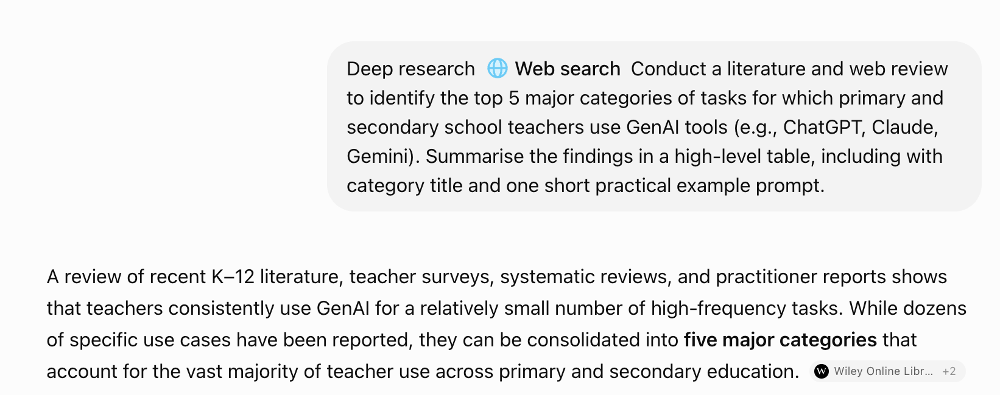 Deep research Web search Conduct a literature and web review
to identify the top 5 major categories of tasks for which primary and
secondary school teachers use GenAI tools (e.g., ChatGPT, Claude,
Gemini). Summarise the findings in a high-level table, including with
category title and one short practical example prompt.
A review of recent K–12 literature, teacher surveys, systematic reviews, and practitioner reports shows
that teachers consistently use GenAI for a relatively small number of high-frequency tasks. While dozens
of specific use cases have been reported, they can be consolidated into five major categories that
account for the vast majority of teacher use across primary and secondary education. W Wiley Online Libr... +2